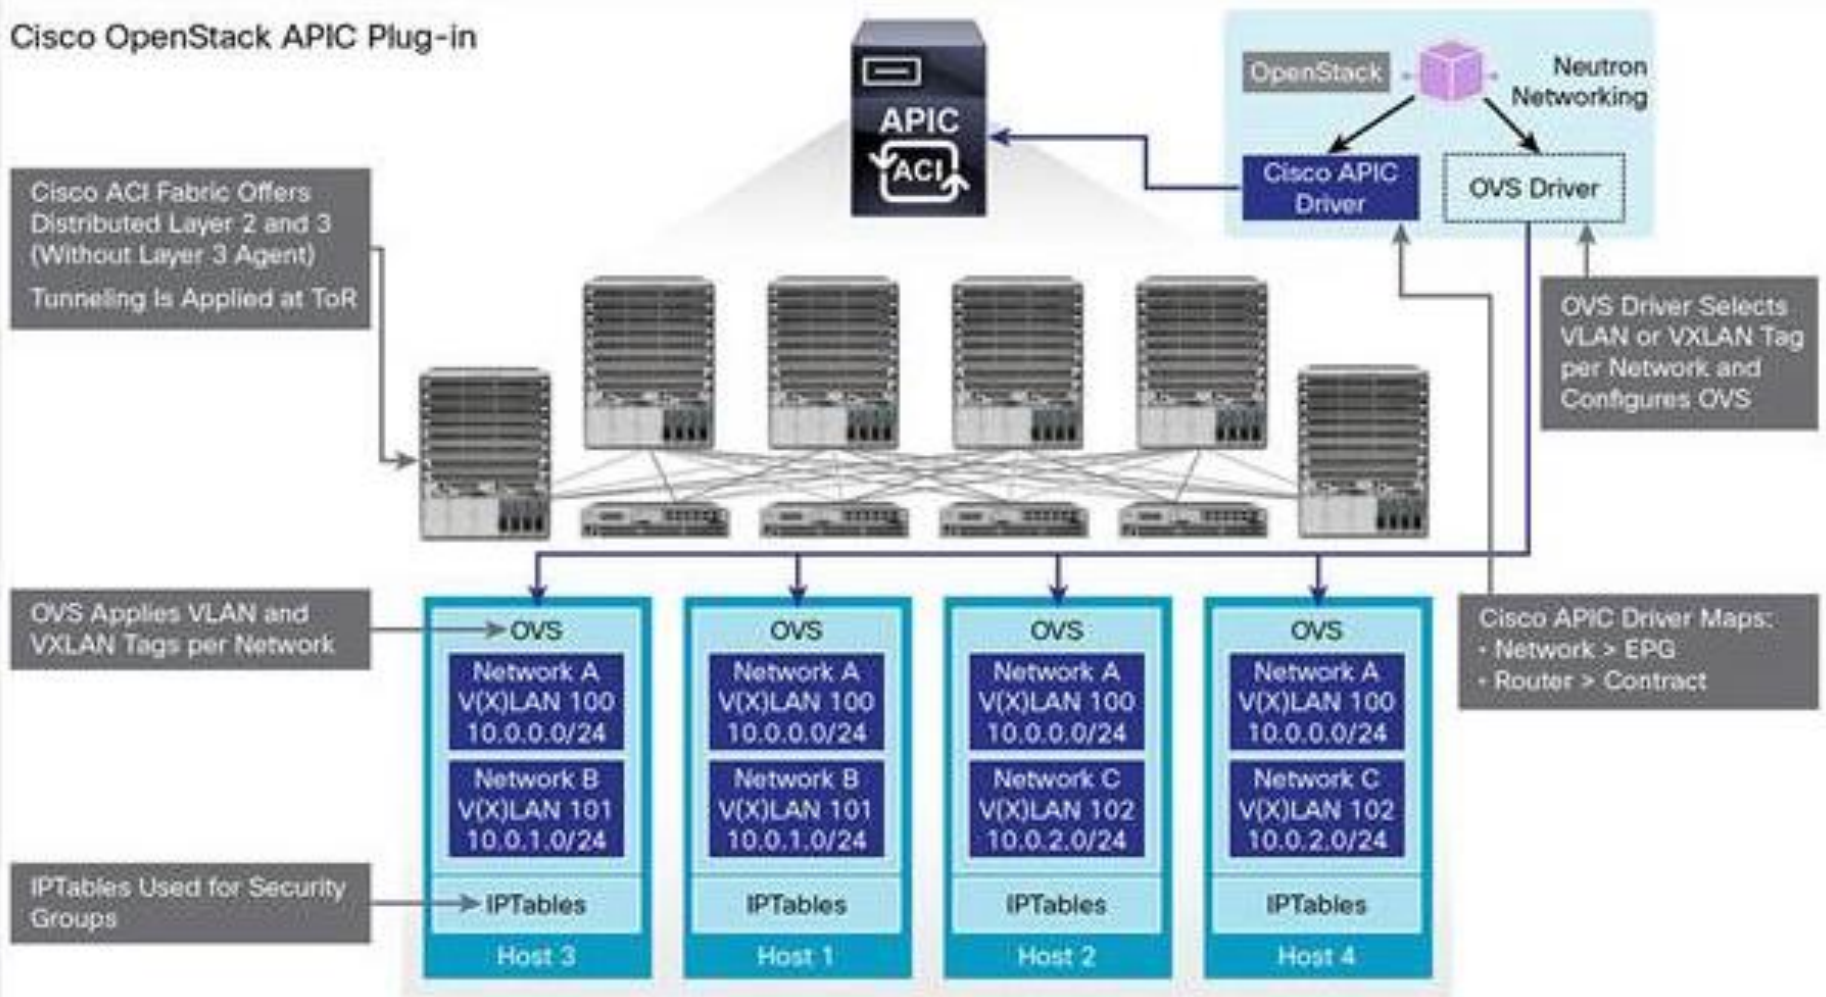 Cisco OpenStack APIC Plug-in
APIC
ACI
OpenStack
Neutron
Networking
Cisco APIC
Driver
OVS Driver
Cisco ACI Fabric Offers
Distributed Layer 2 and 3
(Without Layer 3 Agent)
Tunneling Is Applied at ToR
OVS Driver Selects
VLAN or VXLAN Tag
per Network and
Configures OVS
OVS Applies VLAN and
VXLAN Tags per Network
Cisco APIC Driver Maps:
• Network > EPG
• Router > Contract
IPTables Used for Security
Groups
OVS
Network A
V(X)LAN 100
10.0.0.0/24
Network B
V(X)LAN 101
10.0.1.0/24
IPTables
Host 3
OVS
Network A
V(X)LAN 100
10.0.0.0/24
Network B
V(X)LAN 101
10.0.1.0/24
IPTables
Host 1
OVS
Network A
V(X)LAN 100
10.0.0.0/24
Network C
V(X)LAN 102
10.0.2.0/24
IPTables
Host 2
OVS
Network A
V(X)LAN 100
10.0.0.0/24
Network C
V(X)LAN 102
10.0.2.0/24
IPTables
Host 4